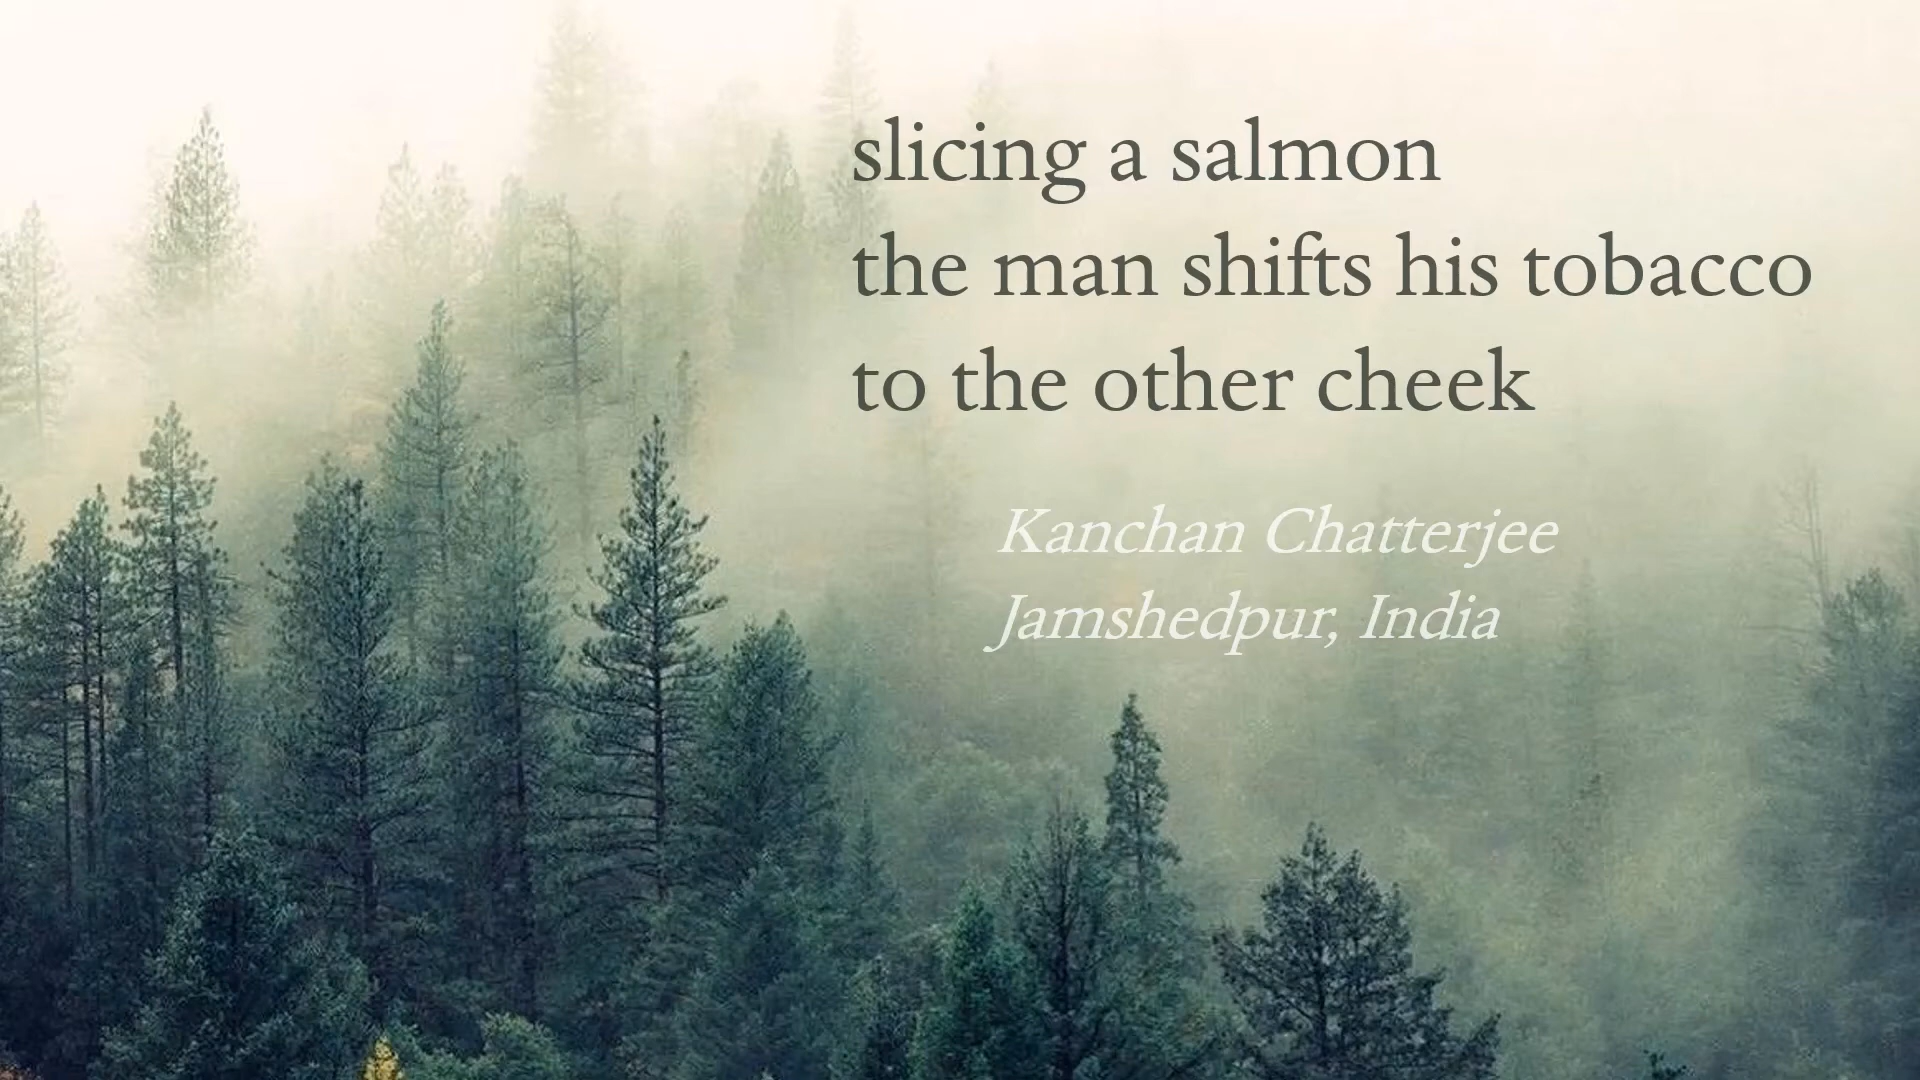 slicing a salmon
the man shifts his tobacco
to the other cheek
Kanchan Chatterjee
Jamshedpur, India